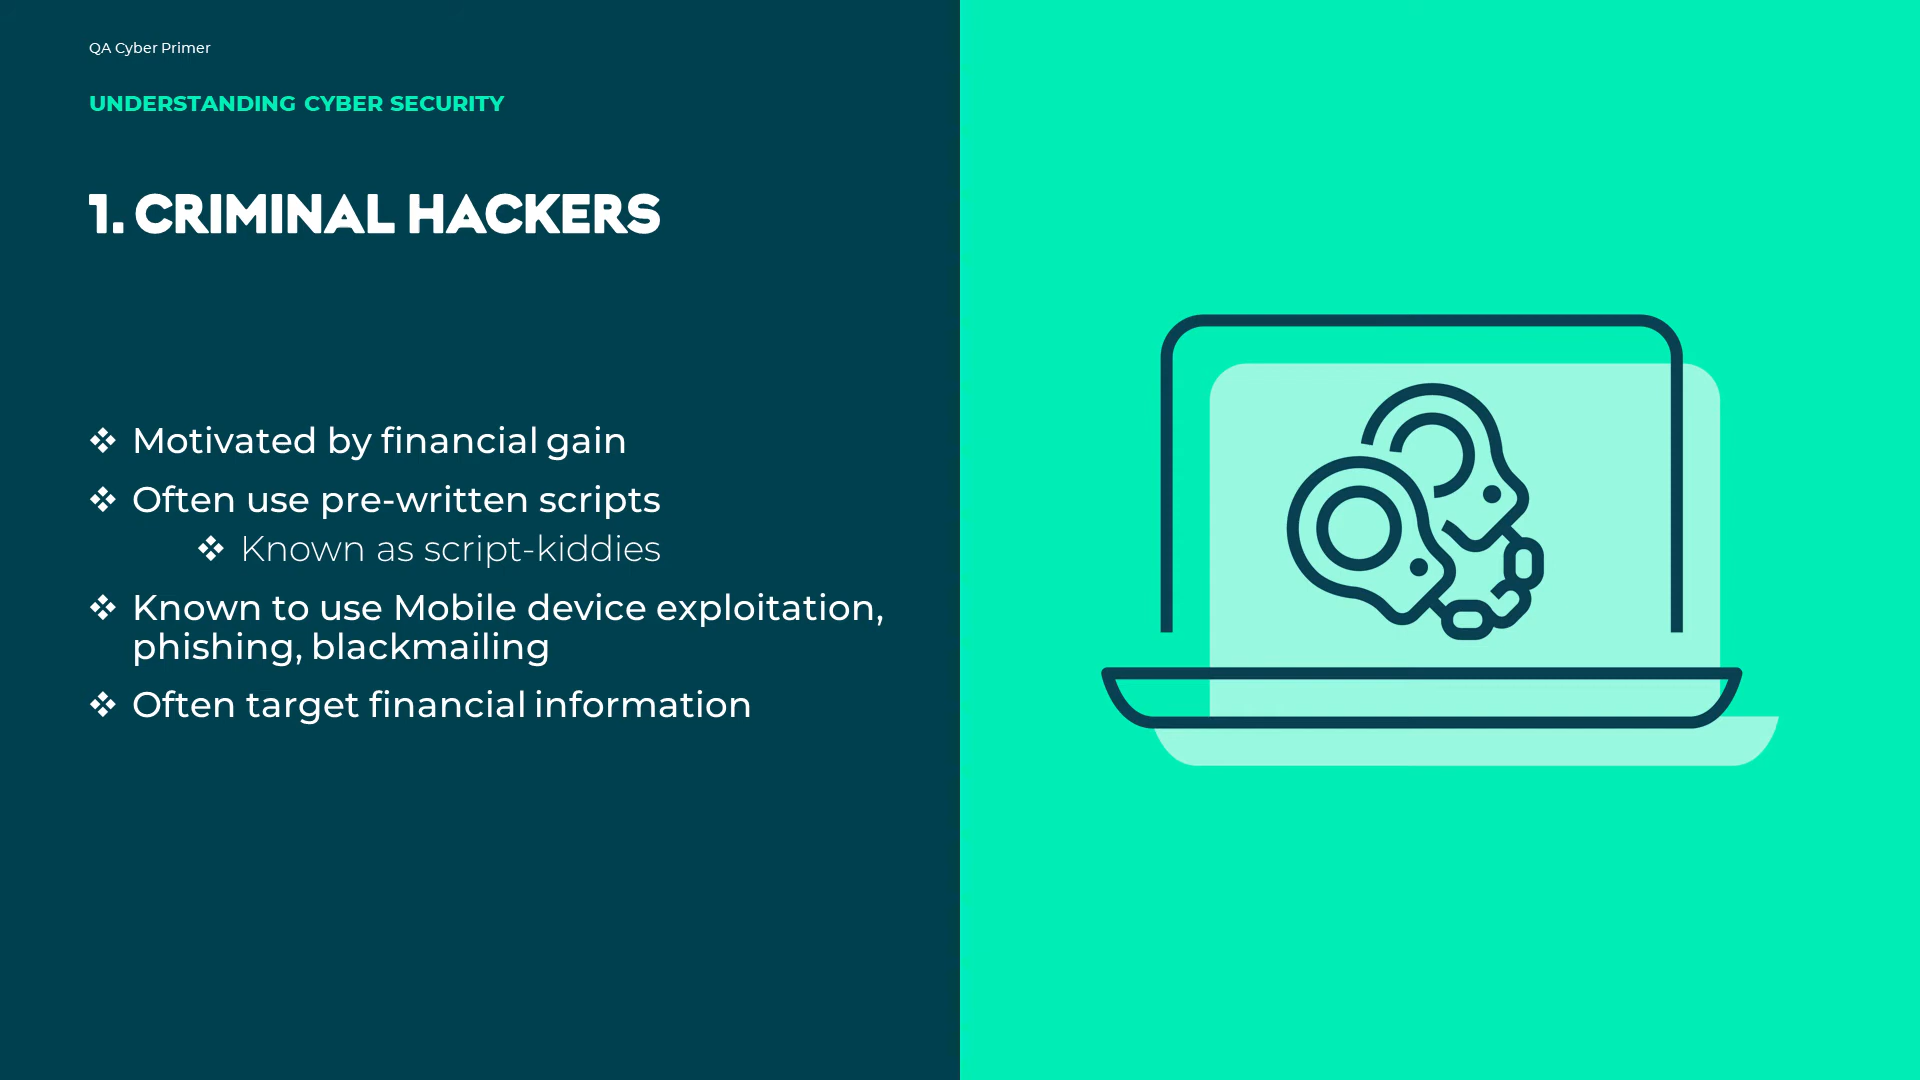 QA Cyber Primer
UNDERSTANDING CYBER SECURITY
1. CRIMINAL HACKERS
❖ Motivated by financial gain
❖ Often use pre-written scripts
❖ Known as script-kiddies
❖ Known to use Mobile device exploitation,
phishing, blackmailing
❖ Often target financial information